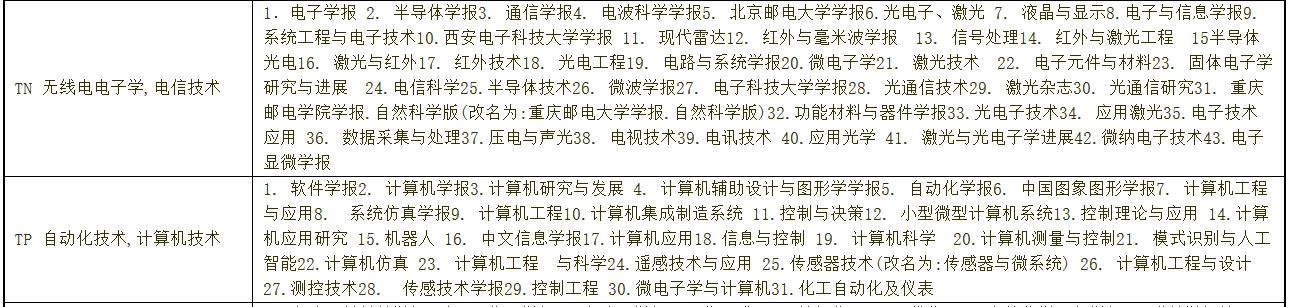 TN 无线电电子学,电信技术
1. 电子学报 2. 半导体学报3. 通信学报4. 电波科学学报5. 北京邮电大学学报6.光电子、激光 7. 液晶与显示8.电子与信息学报9.
系统工程与电子技术10.西安电子科技大学学报 11. 现代雷达12. 红外与毫米波学报 13. 信号处理14. 红外与激光工程 15半导体
光电16. 激光与红外17. 红外技术18. 光电工程19. 电路与系统学报20.微电子学21. 激光技术 22. 电子元件与材料23. 固体电子学
研究与进展 24.电信科学25.半导体技术26. 微波学报27. 电子科技大学学报28. 光通信技术29. 激光杂志30. 光通信研究31. 重庆
邮电学院学报.自然科学版(改名为:重庆邮电大学学报.自然科学版)32.功能材料与器件学报33.光电子技术34. 应用激光35.电子技术
应用 36. 数据采集与处理37.压电与声光38. 电视技术39.电讯技术 40.应用光学 41. 激光与光电子学进展42.微纳电子技术43.电子
显微学报
TP 自动化技术,计算机技术
1. 软件学报2. 计算机学报3.计算机研究与发展 4. 计算机辅助设计与图形学学报5. 自动化学报6. 中国图象图形学报7. 计算机工程
与应用8. 系统仿真学报9. 计算机工程10.计算机集成制造系统 11.控制与决策12. 小型微型计算机系统13.控制理论与应用 14.计算
机应用研究 15.机器人 16. 中文信息学报17.计算机应用18.信息与控制 19. 计算机科学 20.计算机测量与控制21. 模式识别与人工
智能22.计算机仿真 23. 计算机工程 与科学24.遥感技术与应用 25.传感器技术(改名为:传感器与微系统) 26. 计算机工程与设计
27.测控技术28. 传感技术学报29.控制工程 30.微电子学与计算机31.化工自动化及仪表